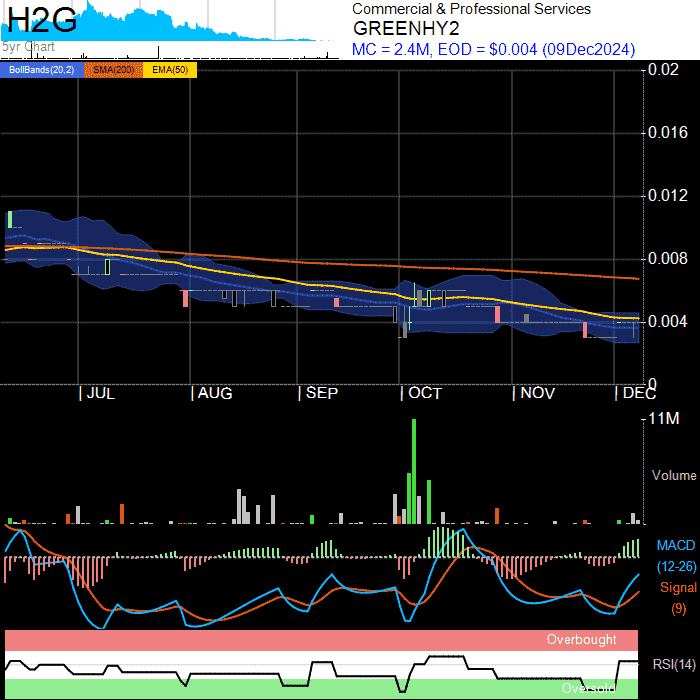 H2G
5yr Chart
Commercial & Professional Services
GREENHY2
MC = 2.4M, EOD = $0.004 (09Dec2024)
BollBands(20,2) SMA(200) EMA(50)
0.02
0.016
0.012
0.008
0.004
0
| JUL | AUG | SEP | OCT | NOV | DEC
11M
Volume
MACD
(12-26)
Signal
(9)
Overbought
RSI(14)
Oversold